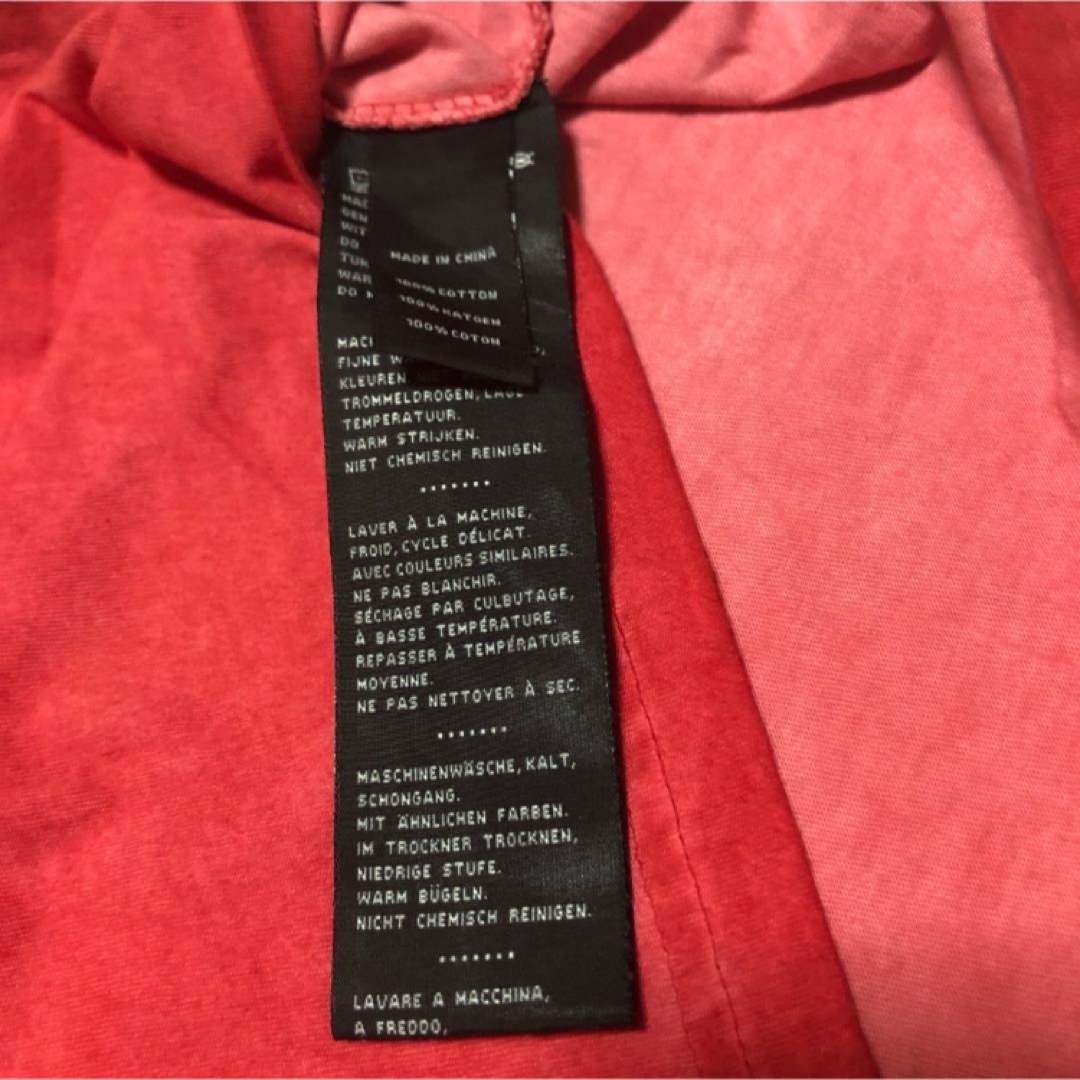 MADE IN CHINA
100% COTTON
100% KATOEN
100% COTON
DO
FIJNE
KLEUREN
TROMMELDROGEN,
TEMPERATUUR.
WARM STRIJKEN.
NIET CHEMISCH REINIGEN.
LAVER À LA MACHINE,
FROID, CYCLE DÉLICAT.
AVEC COULEURS SIMILAIRES.
NE PAS BLANCHIR.
SÉCHAGE PAR CULBUTAGE,
À BASSE TEMPÉRATURE.
REPASSER À TEMPÉRATURE
MOYENNE.
NE PAS NETTOYER À SEC.
MASCHINENWÄSCHE, KALT,
SCHONGANG.
MIT ÄHNLICHEN FARBEN.
IM TROCKNER TROCKNEN,
NIEDRIGE STUFE.
WARM BÜGELN.
NICHT CHEMISCH REINIGEN.
LAVARE A MACCHINA,
A FREDDO,